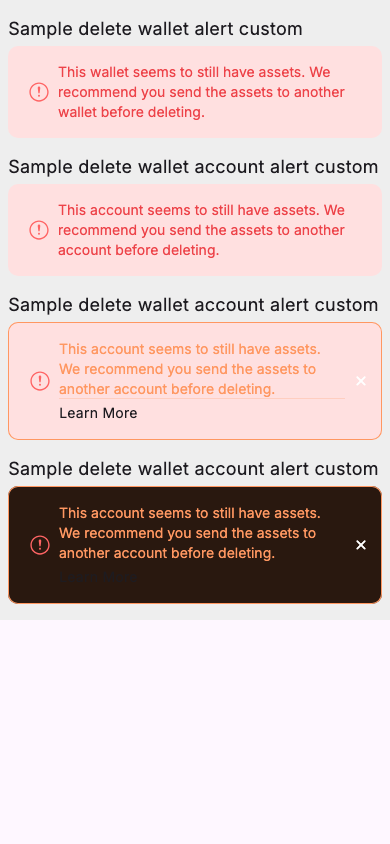 Sample delete wallet alert custom
This wallet seems to still have assets. We
recommend you send the assets to another
wallet before deleting.
Sample delete wallet account alert custom
This account seems to still have assets. We
recommend you send the assets to another
account before deleting.
Sample delete wallet account alert custom
This account seems to still have assets.
We recommend you send the assets to
another account before deleting.
Learn More
Sample delete wallet account alert custom
This account seems to still have assets.
We recommend you send the assets to
another account before deleting.